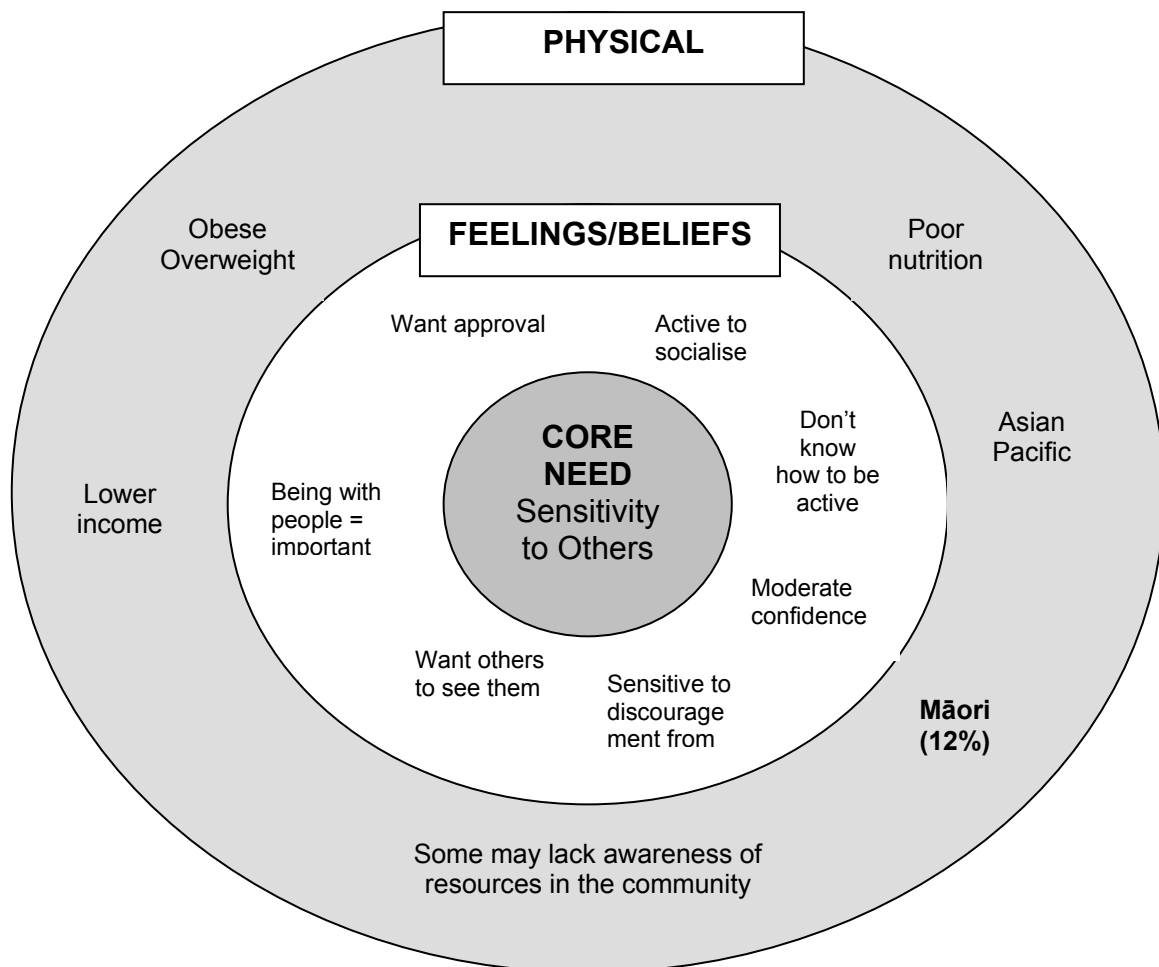 PHYSICAL
Obese
Overweight
FEELINGS/BELIEFS
Poor
nutrition
Want approval
Active to
socialise
CORE
NEED
Sensitivity
to Others
Don’t
know
how to be
active
Asian
Pacific
Lower
income
Being with
people =
important
Moderate
confidence
Want others
to see them
Sensitive to
discourage
ment from
Māori
(12%)
Some may lack awareness of
resources in the community